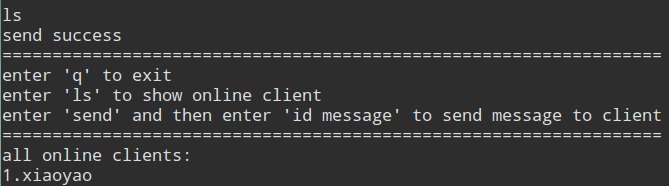 ls
send success
==================================================================
enter 'q' to exit
enter 'ls' to show online client
enter 'send' and then enter 'id message' to send message to client
==================================================================
all online clients:
1.xiaoyao